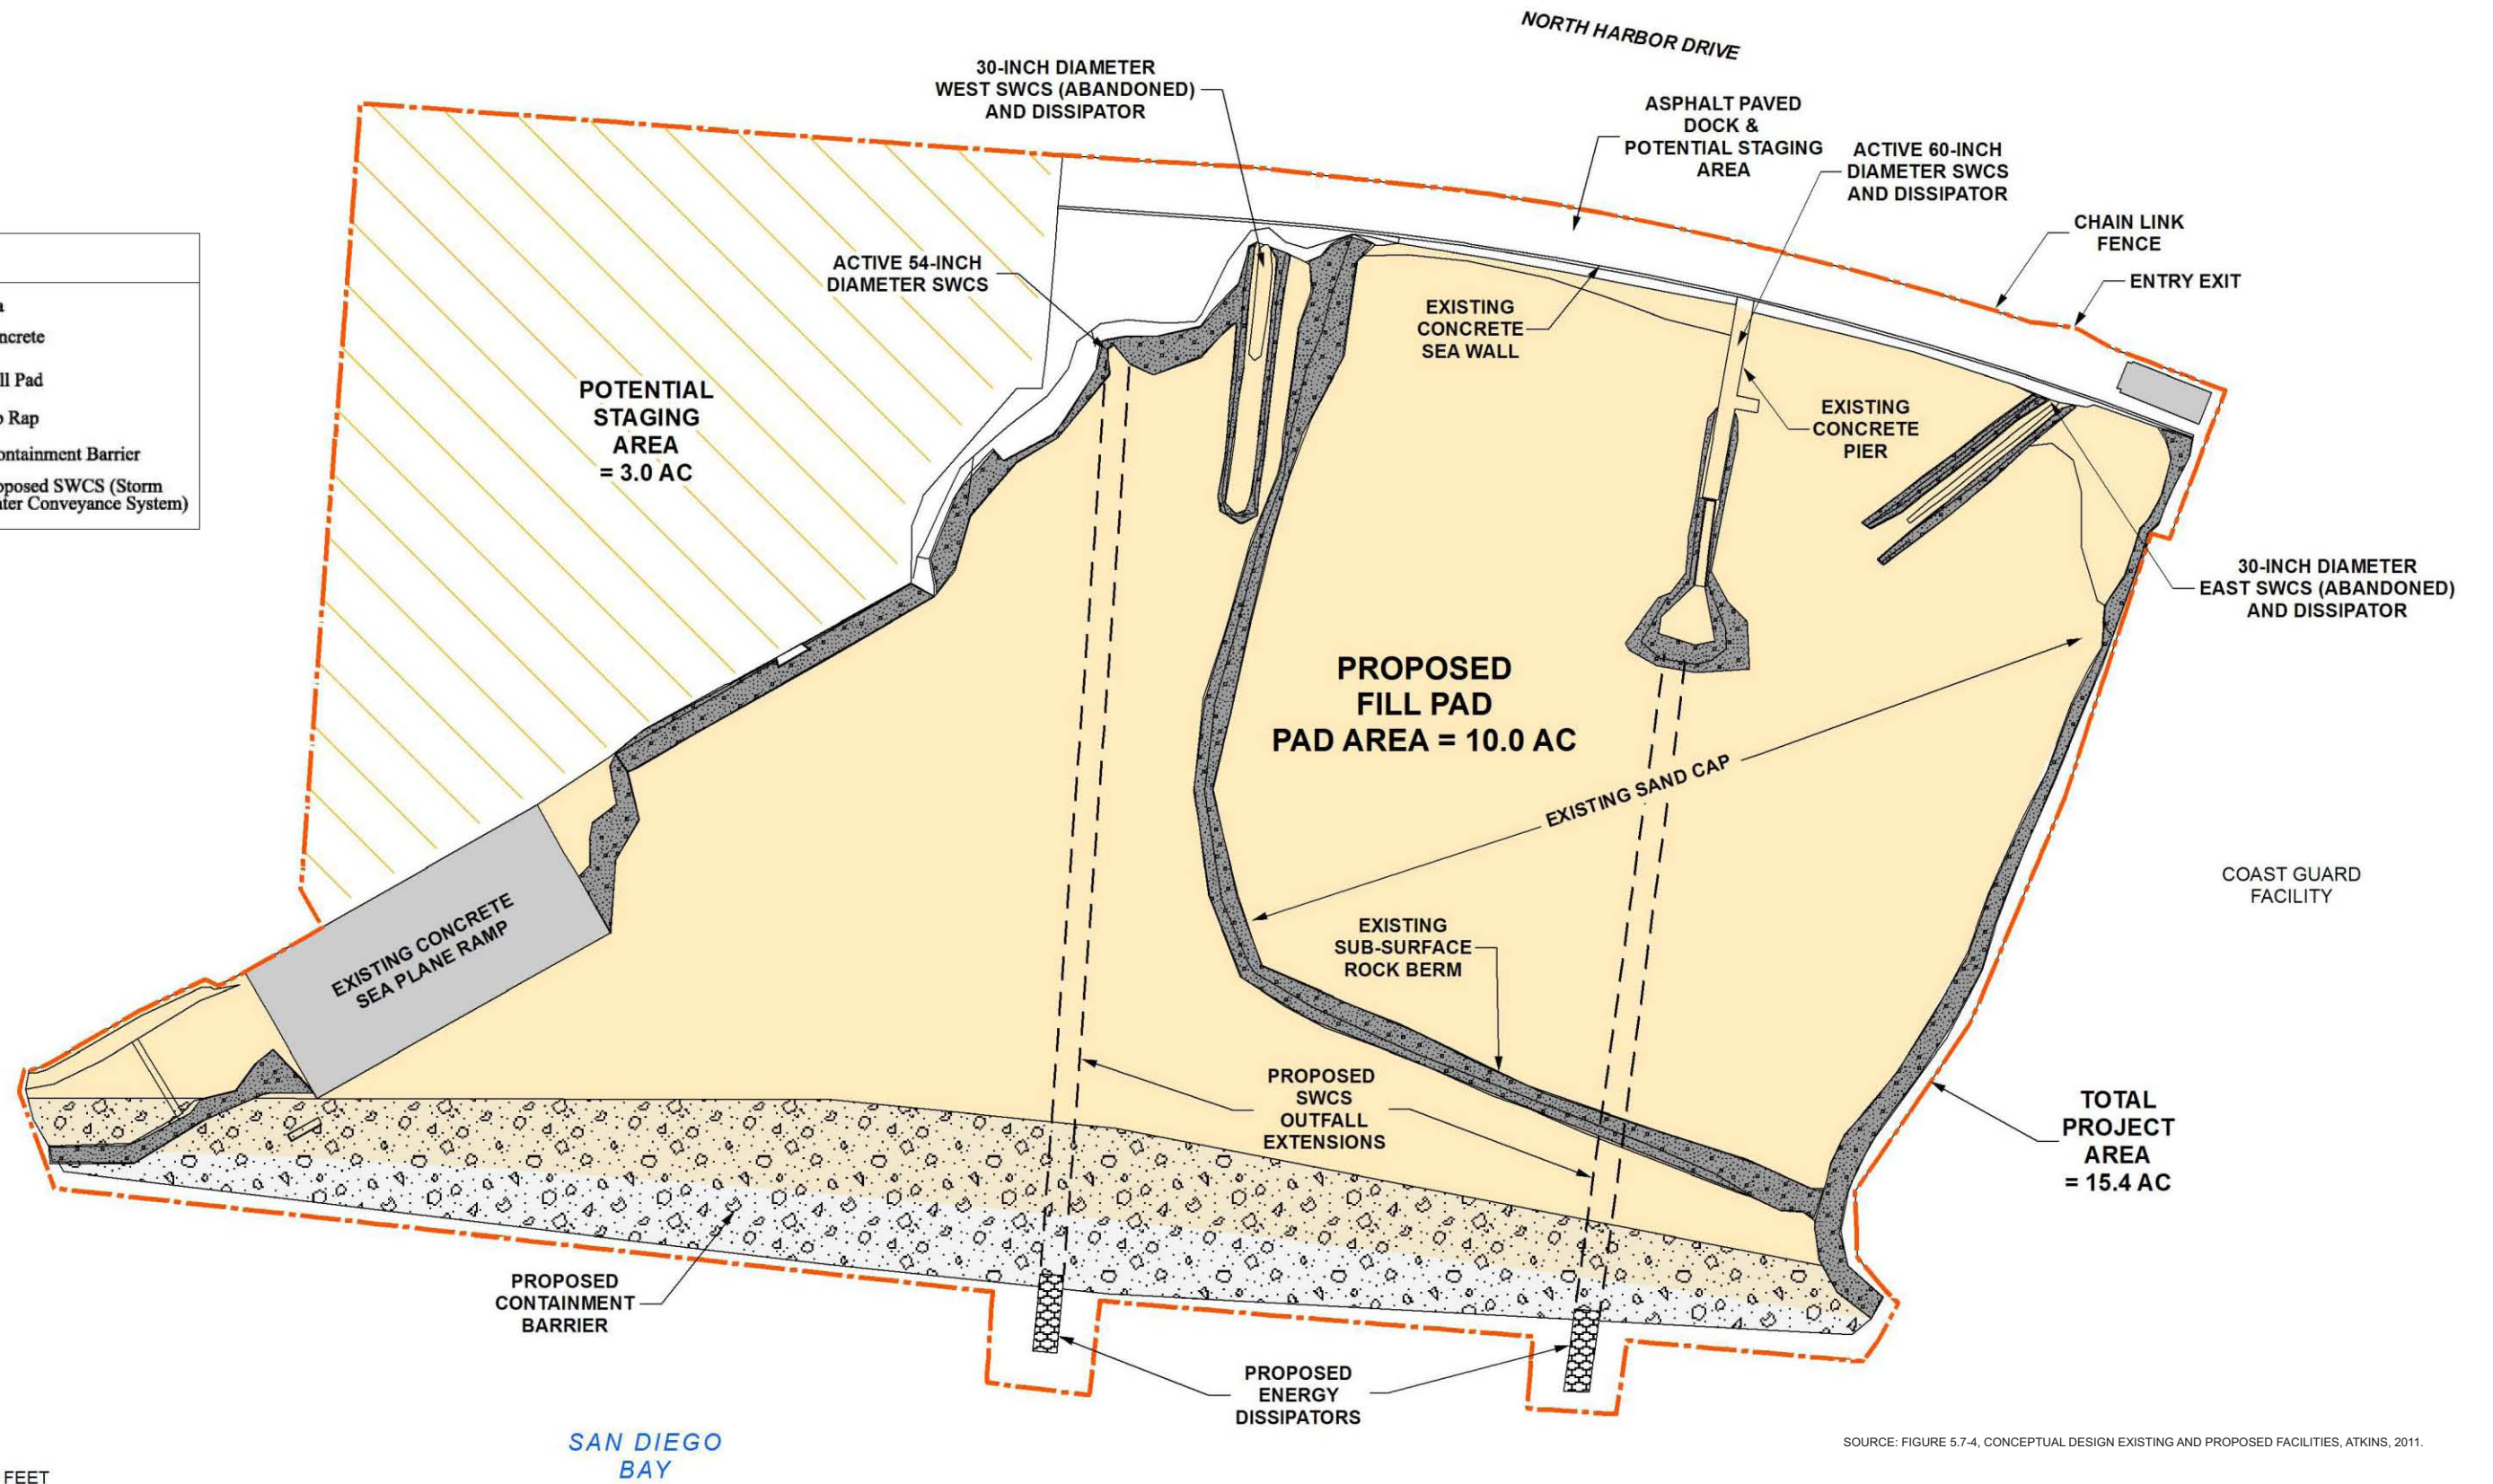 NORTH HARBOR DRIVE
30-INCH DIAMETER
WEST SWCS (ABANDONED)
AND DISSIPATOR
ASPHALT PAVED
DOCK &
POTENTIAL STAGING
AREA
ACTIVE 60-INCH
DIAMETER SWCS
AND DISSIPATOR
CHAIN LINK
FENCE
ENTRY EXIT
ACTIVE 54-INCH
DIAMETER SWCS
EXISTING
CONCRETE
SEA WALL
a
ncrete
ll Pad
p Rap
ontainment Barrier
oposed SWCS (Storm
ater Conveyance System)
POTENTIAL
STAGING
AREA
= 3.0 AC
EXISTING
CONCRETE
PIER
30-INCH DIAMETER
EAST SWCS (ABANDONED)
AND DISSIPATOR
PROPOSED
FILL PAD
PAD AREA = 10.0 AC
EXISTING SAND CAP
COAST GUARD
FACILITY
EXISTING CONCRETE
SEA PLANE RAMP
EXISTING
SUB-SURFACE
ROCK BERM
PROPOSED
SWCS
OUTFALL
EXTENSIONS
TOTAL
PROJECT
AREA
= 15.4 AC
PROPOSED
CONTAINMENT
BARRIER
PROPOSED
ENERGY
DISSIPATORS
SAN DIEGO
BAY
SOURCE: FIGURE 5.7-4, CONCEPTUAL DESIGN EXISTING AND PROPOSED FACILITIES, ATKINS, 2011.
FEET